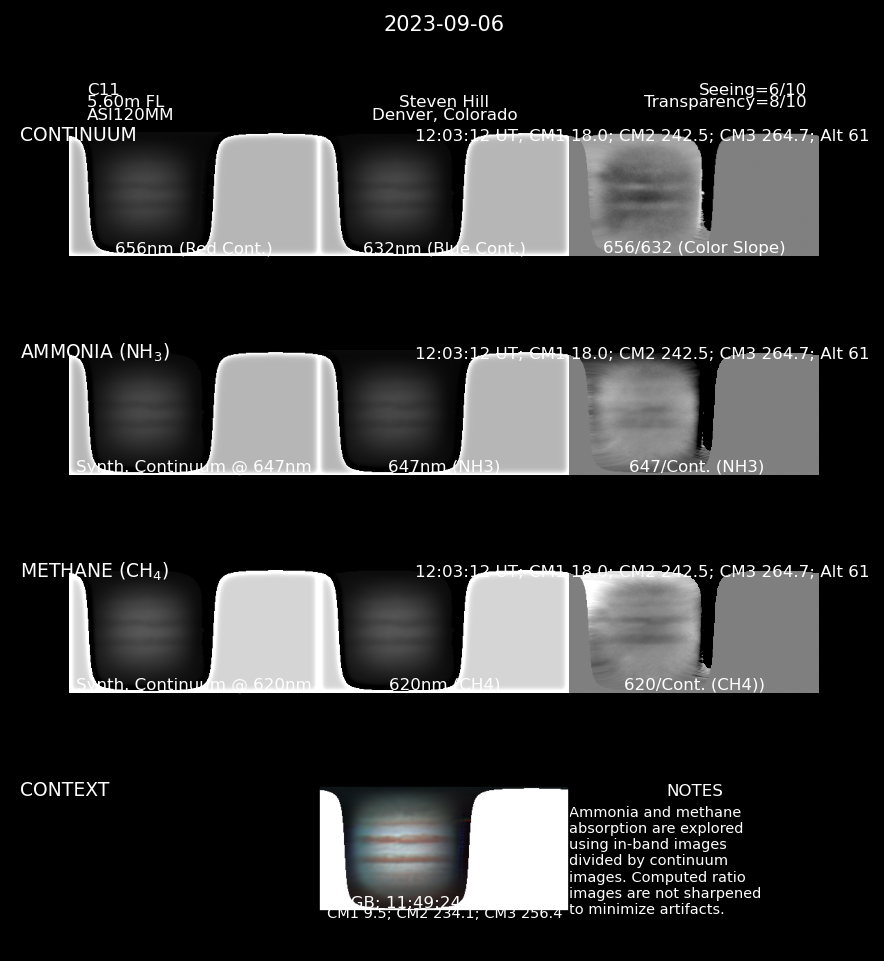 2023-09-06
C11
5.60m FL
ASI120MM
Steven Hill
Denver, Colorado
Seeing=6/10
Transparency=8/10
CONTINUUM
12:03:12 UT; CM1 18.0; CM2 242.5; CM3 264.7; Alt 61
656nm (Red Cont.)
632nm (Blue Cont.)
656/632 (Color Slope)
AMMONIA (NH₃)
12:03:12 UT; CM1 18.0; CM2 242.5; CM3 264.7; Alt 61
Synth. Continuum @ 647nm
647nm (NH3)
647/Cont. (NH3)
METHANE (CH₄)
12:03:12 UT; CM1 18.0; CM2 242.5; CM3 264.7; Alt 61
Synth. Continuum @ 620nm
620nm (CH4)
620/Cont. (CH4))
CONTEXT
GB: 11:49:24
CM1 9.5; CM2 234.1; CM3 256.4
NOTES
Ammonia and methane
absorption are explored
using in-band images
divided by continuum
images. Computed ratio
images are not sharpened
to minimize artifacts.